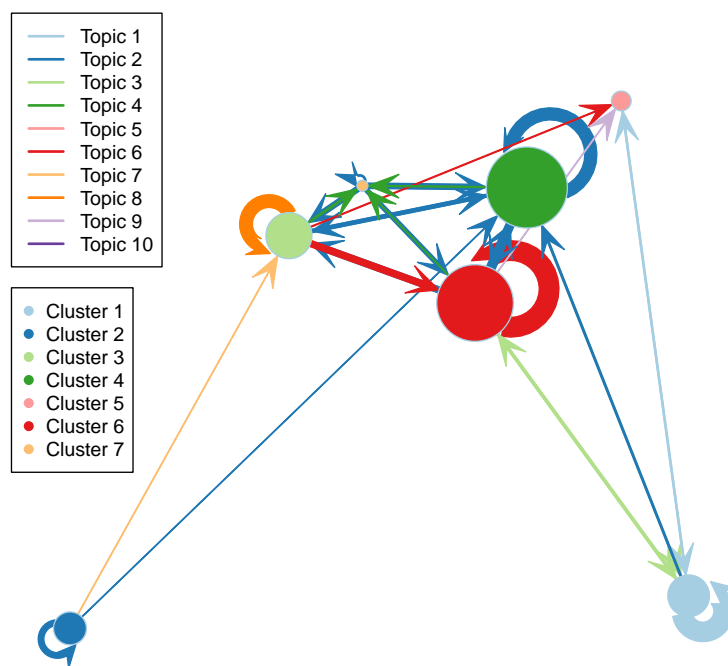 Topic 1
Topic 2
Topic 3
Topic 4
Topic 5
Topic 6
Topic 7
Topic 8
Topic 9
Topic 10
Cluster 1
Cluster 2
Cluster 3
Cluster 4
Cluster 5
Cluster 6
Cluster 7